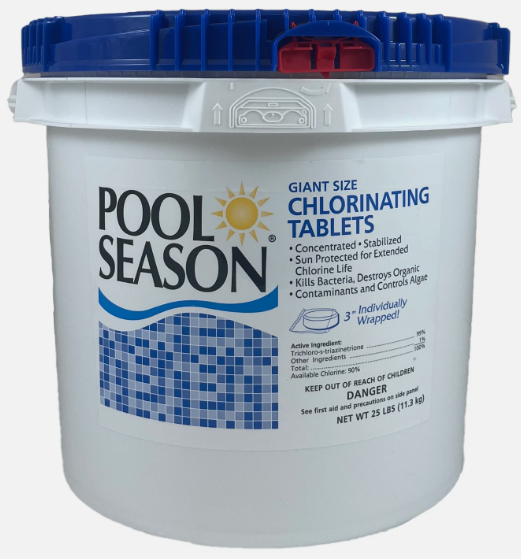 POOL
SEASON®
GIANT SIZE
CHLORINATING
TABLETS
• Concentrated • Stabilized
• Sun Protected for Extended
Chlorine Life
• Kills Bacteria, Destroys Organic
• Contaminants and Controls Algae
3" Individually
Wrapped!
Active Ingredient:
Trichloro-s-triazinetrione .................... 99%
Other Ingredients .................... 1%
Total: .................... 100%
Available Chlorine: 90%
KEEP OUT OF REACH OF CHILDREN
DANGER
See first aid and precautions on side panel
NET WT 25 LBS (11.3 kg)